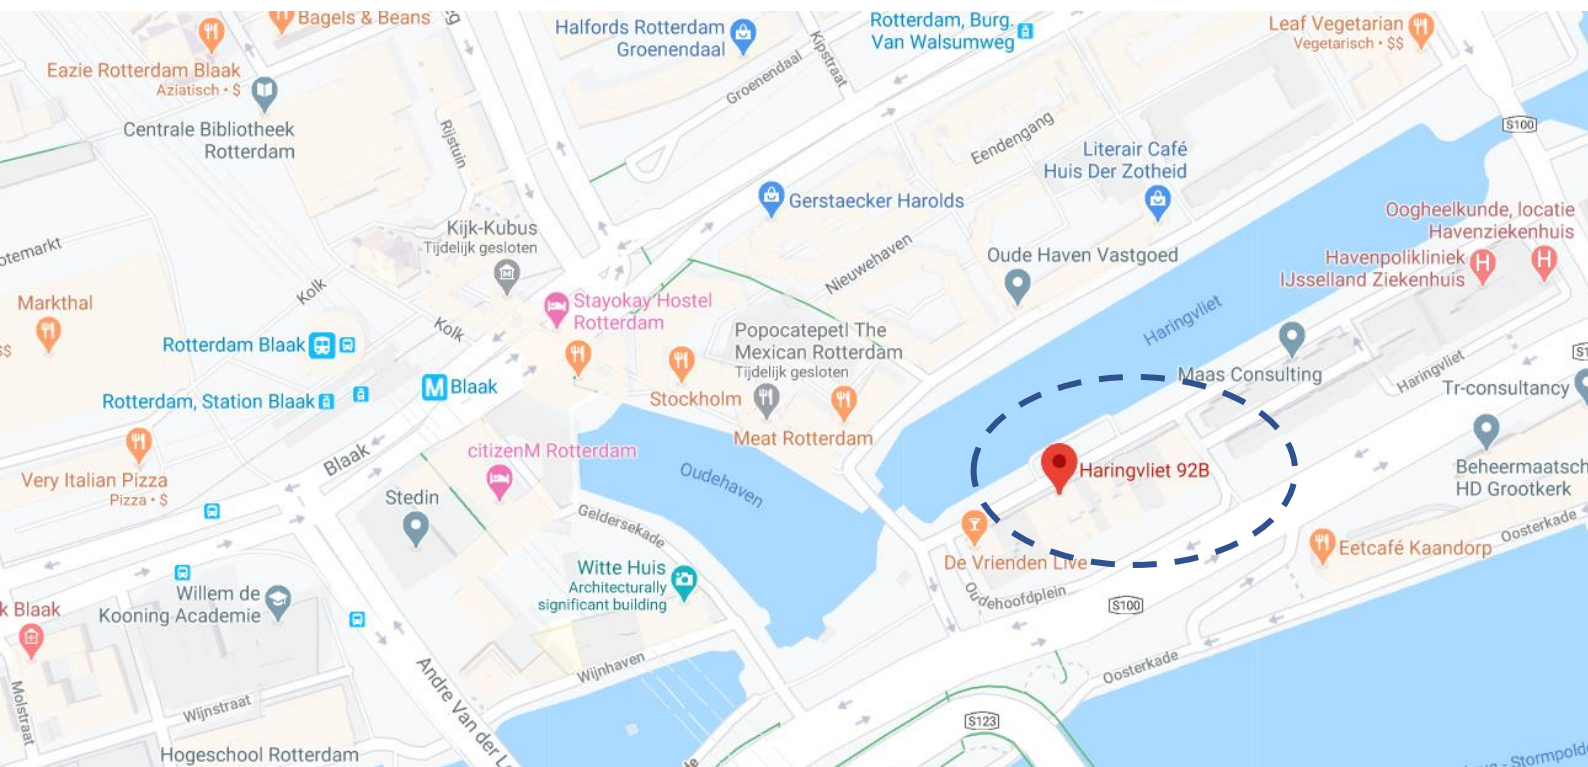 Bagels & Beans
Halfords Rotterdam
Groenendaal
Rotterdam, Burg.
Van Walsumweg
Leaf Vegetarian
Vegetarisch • $$
Eazie Rotterdam Blaak
Aziatisch • $
Kipstraat
Groenendaal
Centrale Bibliotheek
Rotterdam
Rijstuin
Eendengang
S100
Literair Café
Huis Der Zotheid
Gerstaecker Harolds
Oogheelkunde, locatie
Havenziekenhuis
Kijk-Kubus
Tijdelijk gesloten
otemarkt
Nieuwehaven
Oude Haven Vastgoed
Havenpolikliniek
IJsselland Ziekenhuis
Kolk
Markthal
$$
Stayokay Hostel
Rotterdam
Haringvliet
Kolk
Rotterdam Blaak
Popocatepetl The
Mexican Rotterdam
Tijdelijk gesloten
Maas Consulting
Haringvliet
S1
M Blaak
Tr-consultancy
Rotterdam, Station Blaak
Stockholm
Meat Rotterdam
citizenM Rotterdam
Blaak
Very Italian Pizza
Pizza • $
Oudehaven
Haringvliet 92B
Beheermaatsch
HD Grootkerk
Stedin
Geldersekade
Oosterkade
De Vrienden Live
Eetcafé Kaandorp
Witte Huis
Architecturally
significant building
Willem de
Kooning Academie
k Blaak
Oudehoofdplein
S100
Wijnhaven
Oosterkade
Andre Van der L
Molstraat
Wijnstraat
S123
Hogeschool Rotterdam
- Stormpold